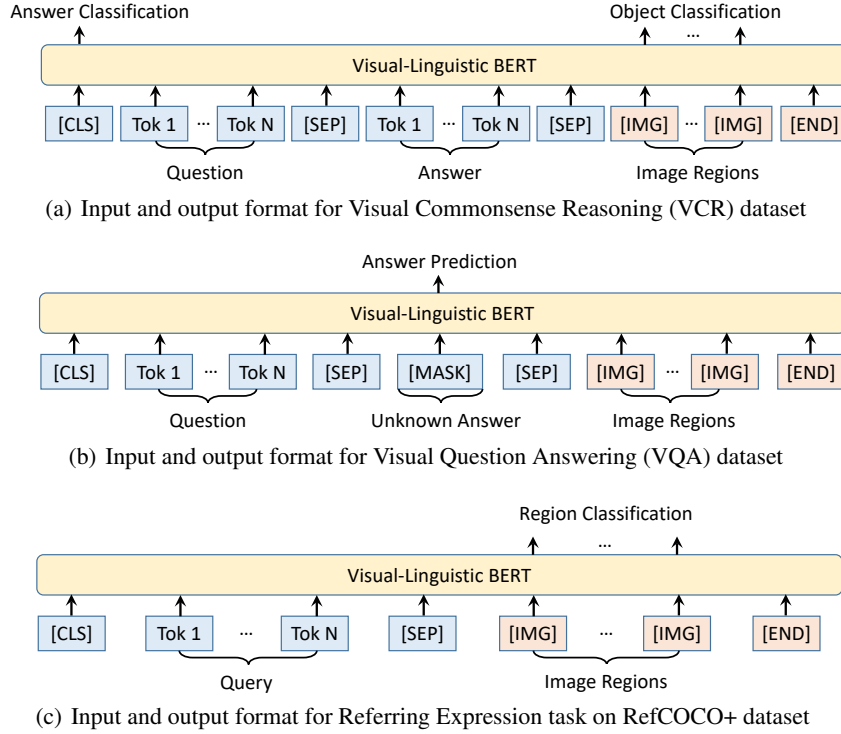 Answer Classification Object Classification
...
Visual-Linguistic BERT
[CLS] Tok 1 ... Tok N [SEP] Tok 1 ... Tok N [SEP] [IMG] ... [IMG] [END]
Question Answer Image Regions
(a) Input and output format for Visual Commonsense Reasoning (VCR) dataset
Answer Prediction
Visual-Linguistic BERT
[CLS] Tok 1 ... Tok N [SEP] [MASK] [SEP] [IMG] ... [IMG] [END]
Question Unknown Answer Image Regions
(b) Input and output format for Visual Question Answering (VQA) dataset
Region Classification
...
Visual-Linguistic BERT
[CLS] Tok 1 ... Tok N [SEP] [IMG] ... [IMG] [END]
Query Image Regions
(c) Input and output format for Referring Expression task on RefCOCO+ dataset